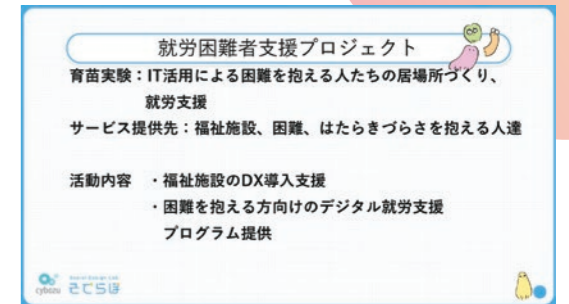 就労困難者支援プロジェクト
育苗実験：IT活用による困難を抱える人たちの居場所づくり、
就労支援
サービス提供先：福祉施設、困難、はたらきづらさを抱える人達
活動内容 ・福祉施設のDX導入支援
・困難を抱える方向けのデジタル就労支援
プログラム提供
Social Design Lab
cybozu そでらぼ